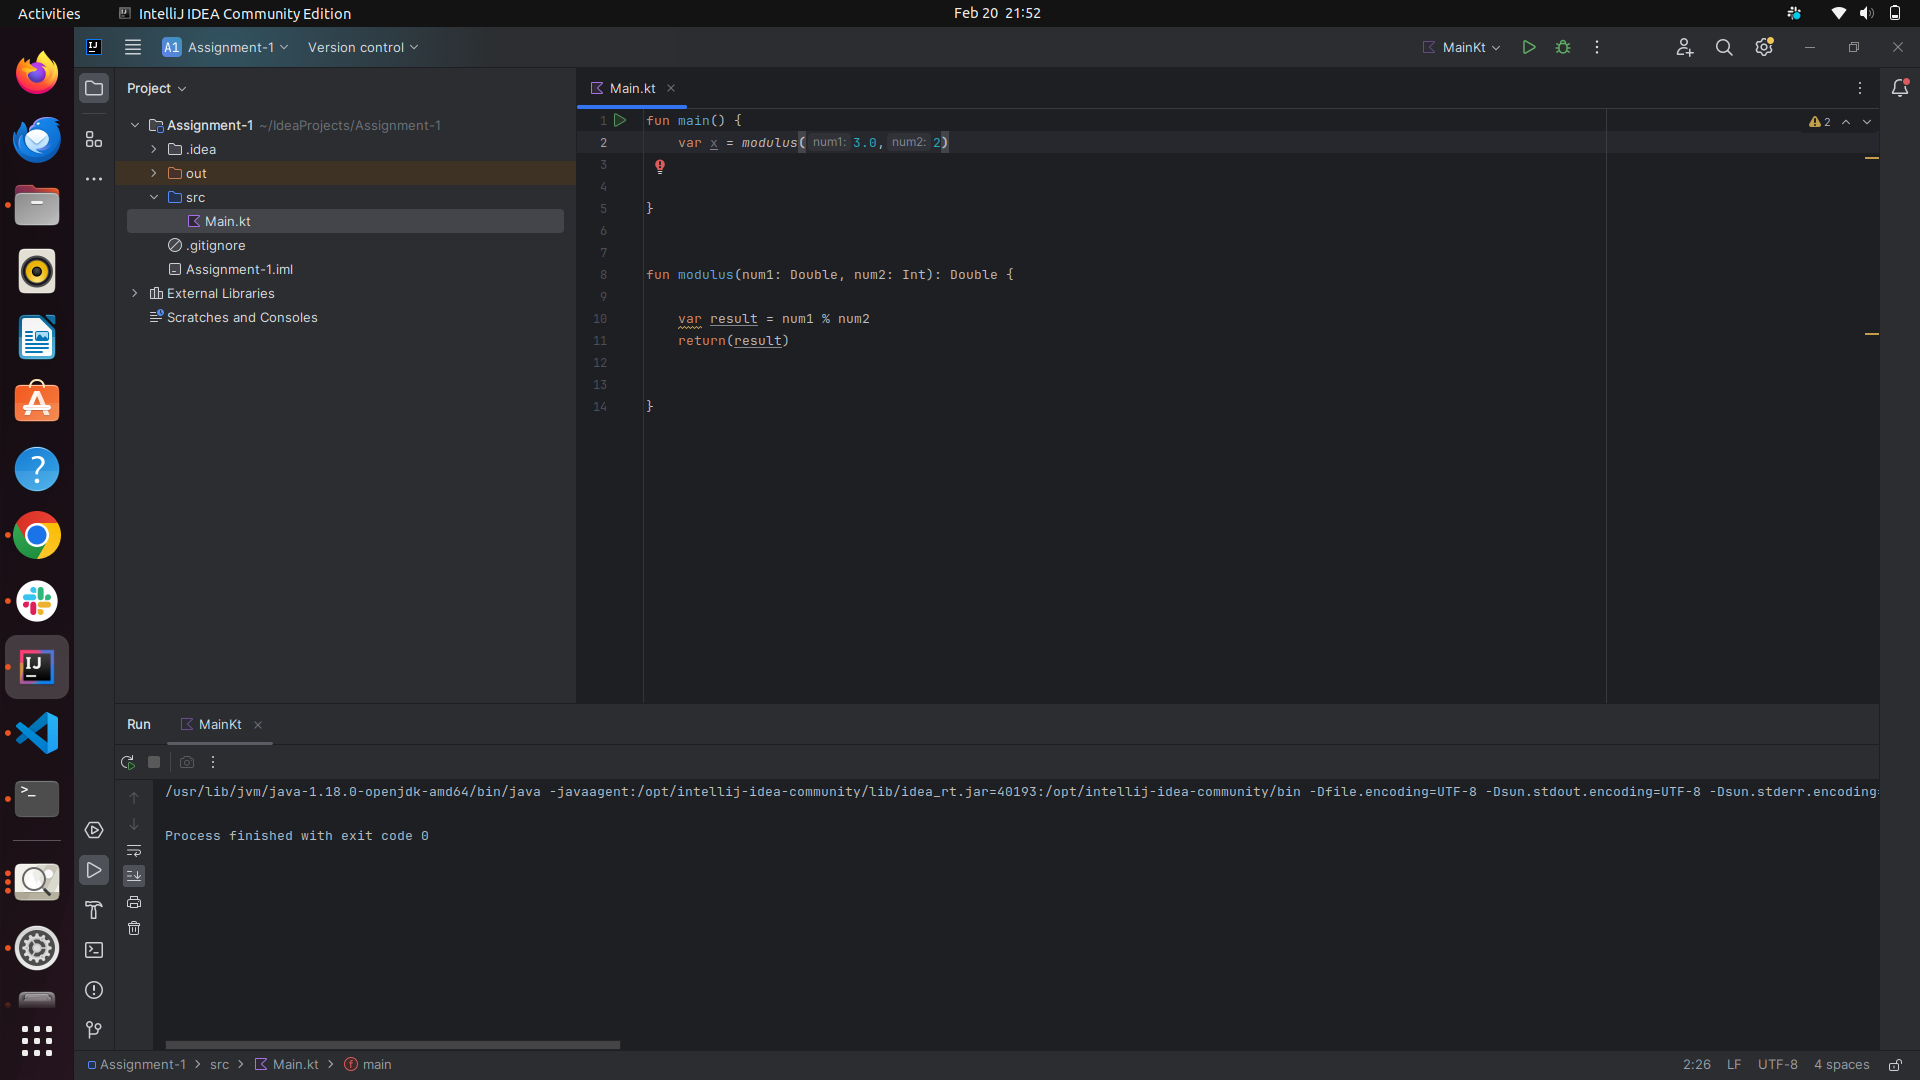 Activities
IntelliJ IDEA Community Edition
Feb 20 21:52
A1 Assignment-1
Version control
MainKt
Project
Main.kt
Assignment-1 ~/IdeaProjects/Assignment-1
.idea
out
src
Main.kt
.gitignore
Assignment-1.iml
External Libraries
Scratches and Consoles
1 fun main() {
2 var x = modulus( num1: 3.0, num2: 2)
3
4
5 }
6
7
8 fun modulus(num1: Double, num2: Int): Double {
9
10 var result = num1 % num2
11 return(result)
12
13
14 }
2
Run
MainKt
/usr/lib/jvm/java-1.18.0-openjdk-amd64/bin/java -javaagent:/opt/intellij-idea-community/lib/idea_rt.jar=40193:/opt/intellij-idea-community/bin -Dfile.encoding=UTF-8 -Dsun.stdout.encoding=UTF-8 -Dsun.stderr.encoding=
Process finished with exit code 0
Assignment-1 > src > Main.kt > main
2:26 LF UTF-8 4 spaces